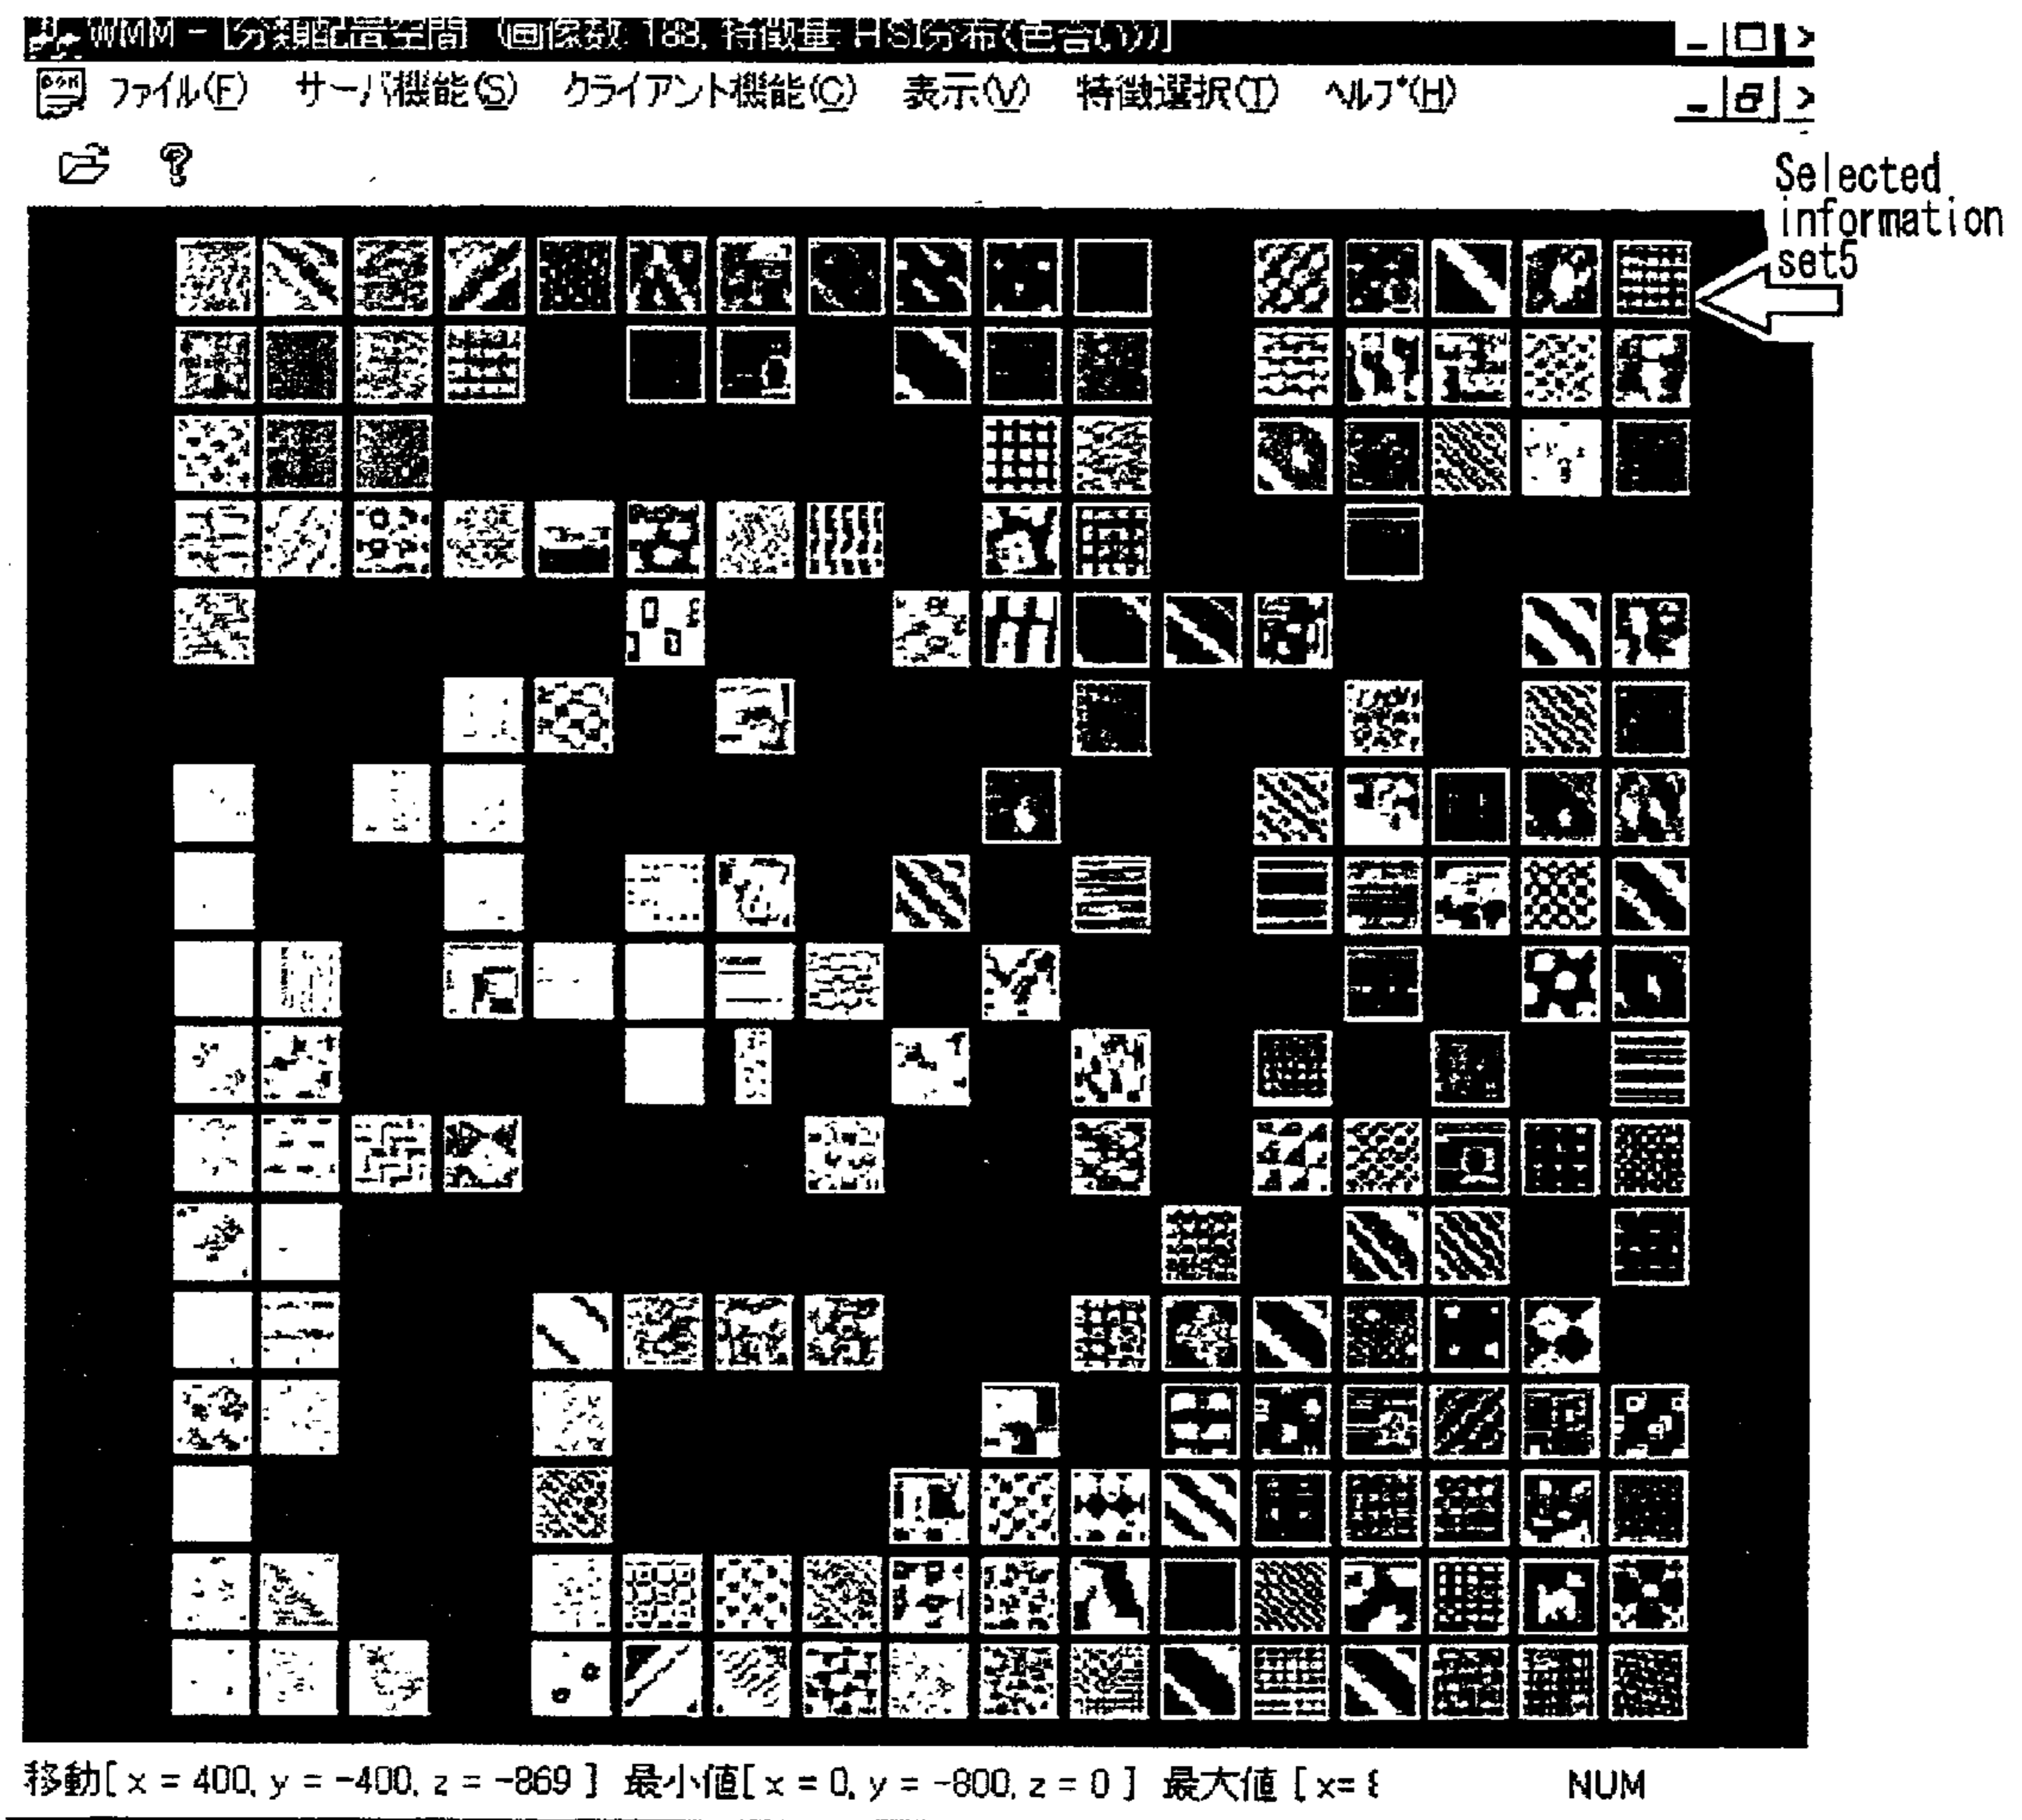 WMM - [分類配置空間 (画像数: 188, 特徴量: HSI分布(色合い))]
ファイル(F) サーバ機能(S) クライアント機能(C) 表示(V) 特徴選択(T) ヘルプ(H)
Selected
information
set5
移動[ x = 400, y = -400, z = -869 ] 最小値[ x = 0, y = -800, z = 0 ] 最大値 [ x=
NUM